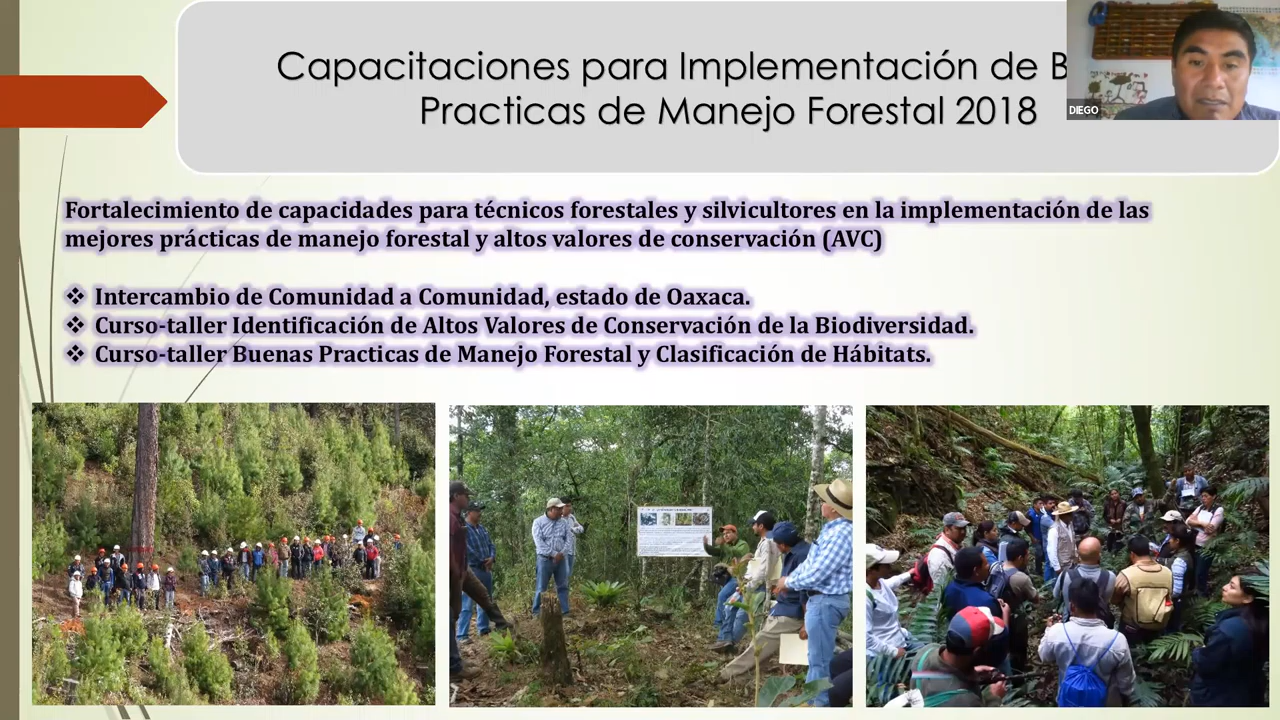 Capacitaciones para Implementación de B
Practicas de Manejo Forestal 2018
DIEGO
Fortalecimiento de capacidades para técnicos forestales y silvicultores en la implementación de las
mejores prácticas de manejo forestal y altos valores de conservación (AVC)
❖ Intercambio de Comunidad a Comunidad, estado de Oaxaca.
❖ Curso-taller Identificación de Altos Valores de Conservación de la Biodiversidad.
❖ Curso-taller Buenas Practicas de Manejo Forestal y Clasificación de Hábitats.